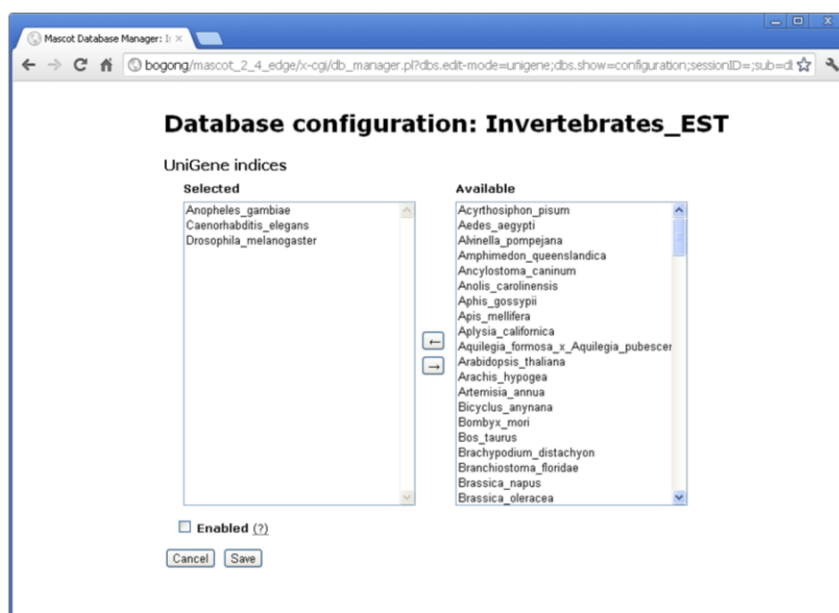 Mascot Database Manager: I
bogong/mascot_2_4_edge/x-cgi/db_manager.pl?dbs.edit-mode=unigene;dbs.show=configuration;sessionID=;sub=d
Database configuration: Invertebrates_EST
UniGene indices
Selected
Anopheles_gambiae
Caenorhabditis_elegans
Drosophila_melanogaster
Available
Acyrthosiphon_pisum
Aedes_aegypti
Alvinella_pompejana
Amphimedon_queenslandica
Ancylostoma_caninum
Anolis_carolinensis
Aphis_gossypii
Apis_mellifera
Aplysia_californica
Aquilegia_formosa_x_Aquilegia_pubescer
Arabidopsis_thaliana
Arachis_hypogea
Artemisia_annua
Bicyclus_anynana
Bombyx_mori
Bos_taurus
Brachypodium_distachyon
Branchiostoma_floridae
Brassica_napus
Brassica_oleracea
← 
→
Enabled (?)
Cancel Save